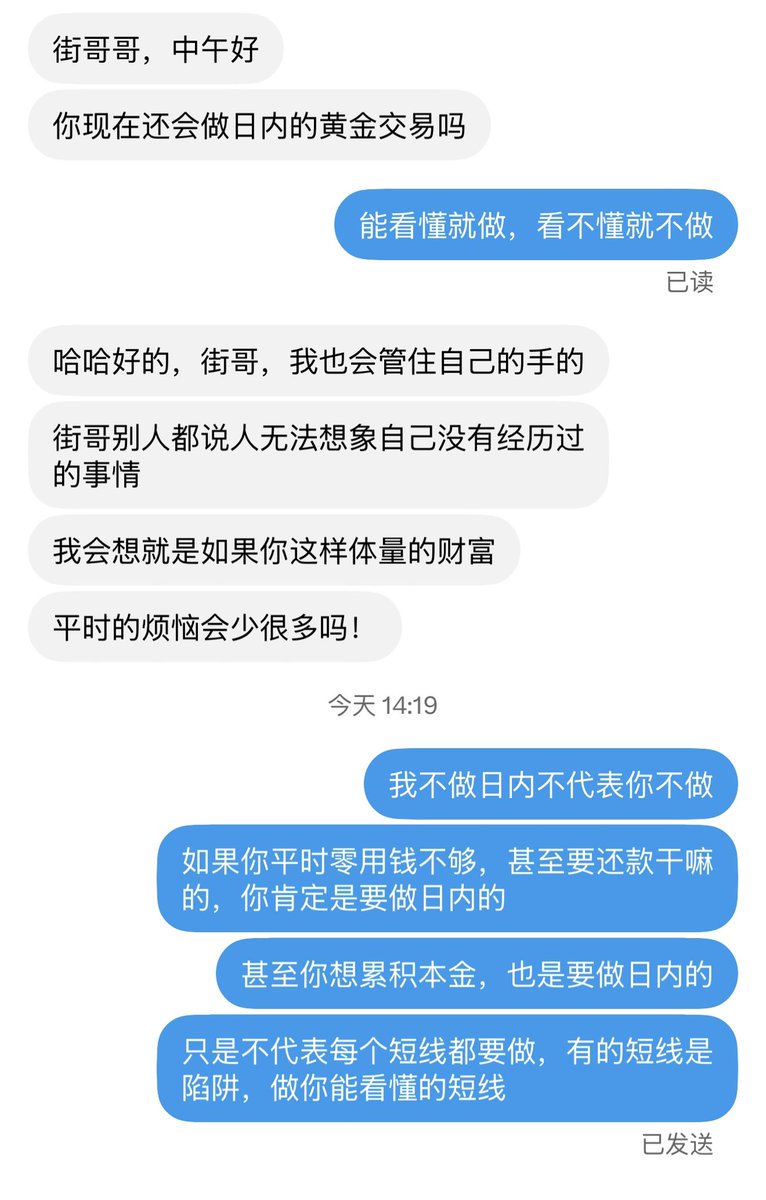 街哥哥，中午好
你现在还会做日内的黄金交易吗
能看懂就做，看不懂就不做
已读
哈哈好的，街哥，我也会管住自己的手的
街哥别人都说人无法想象自己没有经历过
的事情
我会想就是如果你这样体量的财富
平时的烦恼会少很多吗！
今天 14:19
我不做日内不代表你不做
如果你平时零用钱不够，甚至要还款干嘛
的，你肯定是要做日内的
甚至你想累积本金，也是要做日内的
只是不代表每个短线都要做，有的短线是
陷阱，做你能看懂的短线
已发送